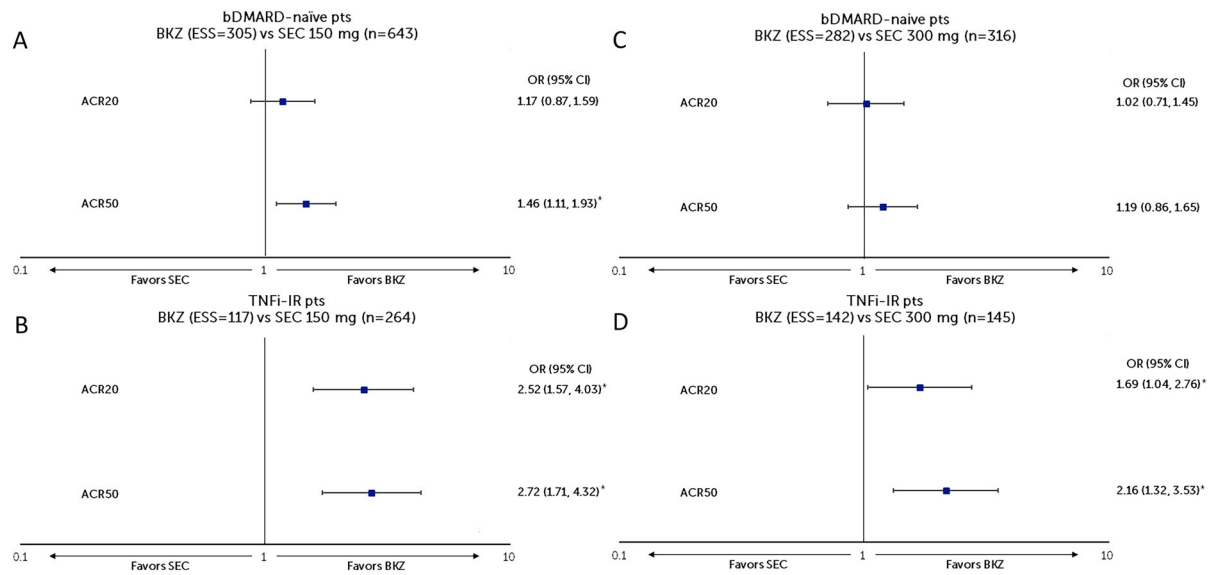 A
bDMARD-naïve pts
BKZ (ESS=305) vs SEC 150 mg (n=643)
OR (95% CI)
ACR20
1.17 (0.87, 1.59)
ACR50
1.46 (1.11, 1.93)*
0.1
Favors SEC
1
Favors BKZ
10
B
TNFi-IR pts
BKZ (ESS=117) vs SEC 150 mg (n=264)
OR (95% CI)
ACR20
2.52 (1.57, 4.03)*
ACR50
2.72 (1.71, 4.32)*
0.1
Favors SEC
1
Favors BKZ
10
C
bDMARD-naive pts
BKZ (ESS=282) vs SEC 300 mg (n=316)
OR (95% CI)
ACR20
1.02 (0.71, 1.45)
ACR50
1.19 (0.86, 1.65)
0.1
Favors SEC
1
Favors BKZ
10
D
TNFi-IR pts
BKZ (ESS=142) vs SEC 300 mg (n=145)
OR (95% CI)
ACR20
1.69 (1.04, 2.76)*
ACR50
2.16 (1.32, 3.53)*
0.1
Favors SEC
1
Favors BKZ
10